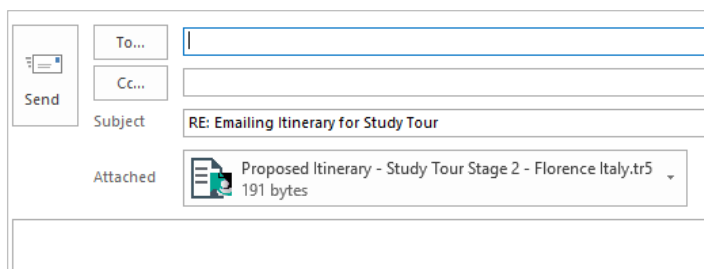 To...
Cc...
Send
Subject RE: Emailing Itinerary for Study Tour
Attached Proposed Itinerary - Study Tour Stage 2 - Florence Italy.tr5
191 bytes